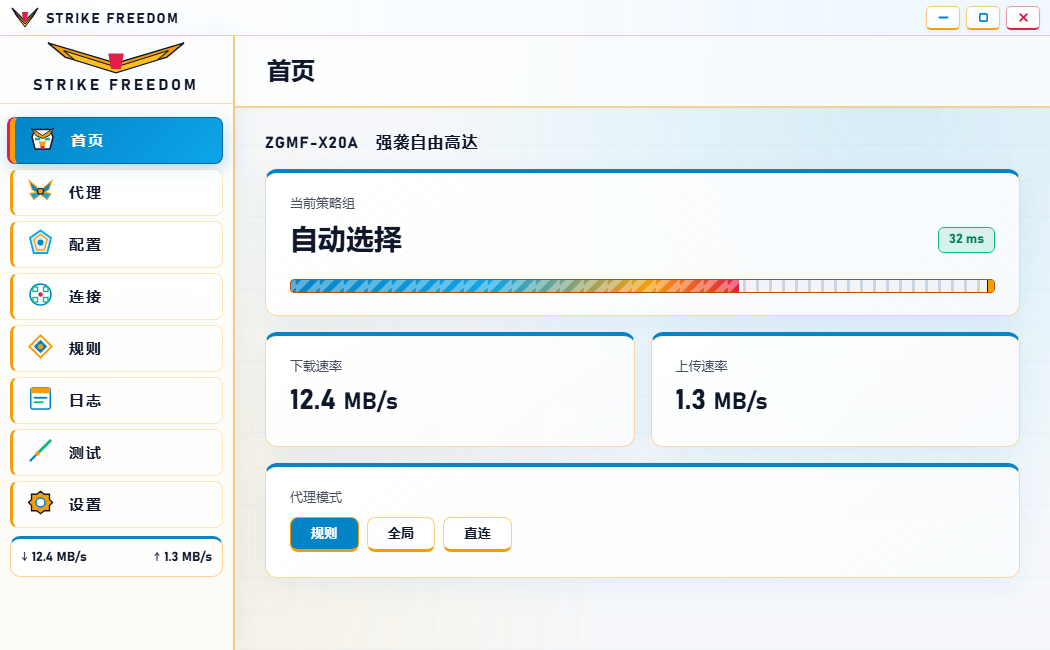 STRIKE FREEDOM
STRIKE FREEDOM
首页
代理
配置
连接
规则
日志
测试
设置
↓ 12.4 MB/s ↑ 1.3 MB/s
首页
ZGMF-X20A 强袭自由高达
当前策略组
自动选择
32 ms
下载速率
12.4 MB/s
上传速率
1.3 MB/s
代理模式
规则 全局 直连